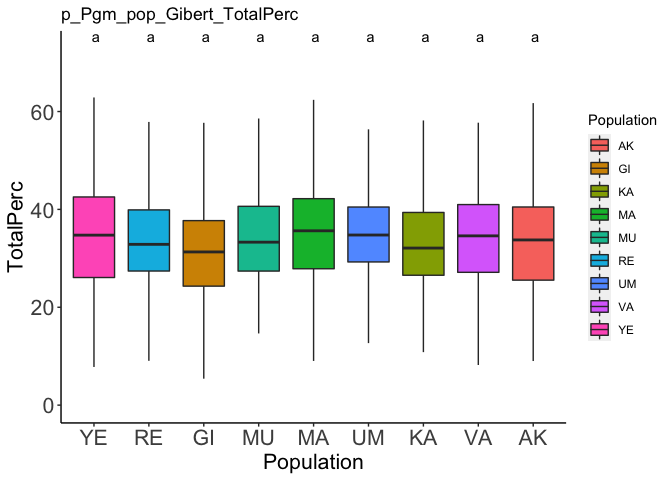 p_Pgm_pop_Gibert_TotalPerc
a a a a a a a a a
TotalPerc
60
40
20
0
YE RE GI MU MA UM KA VA AK
Population
Population
AK
GI
KA
MA
MU
RE
UM
VA
YE